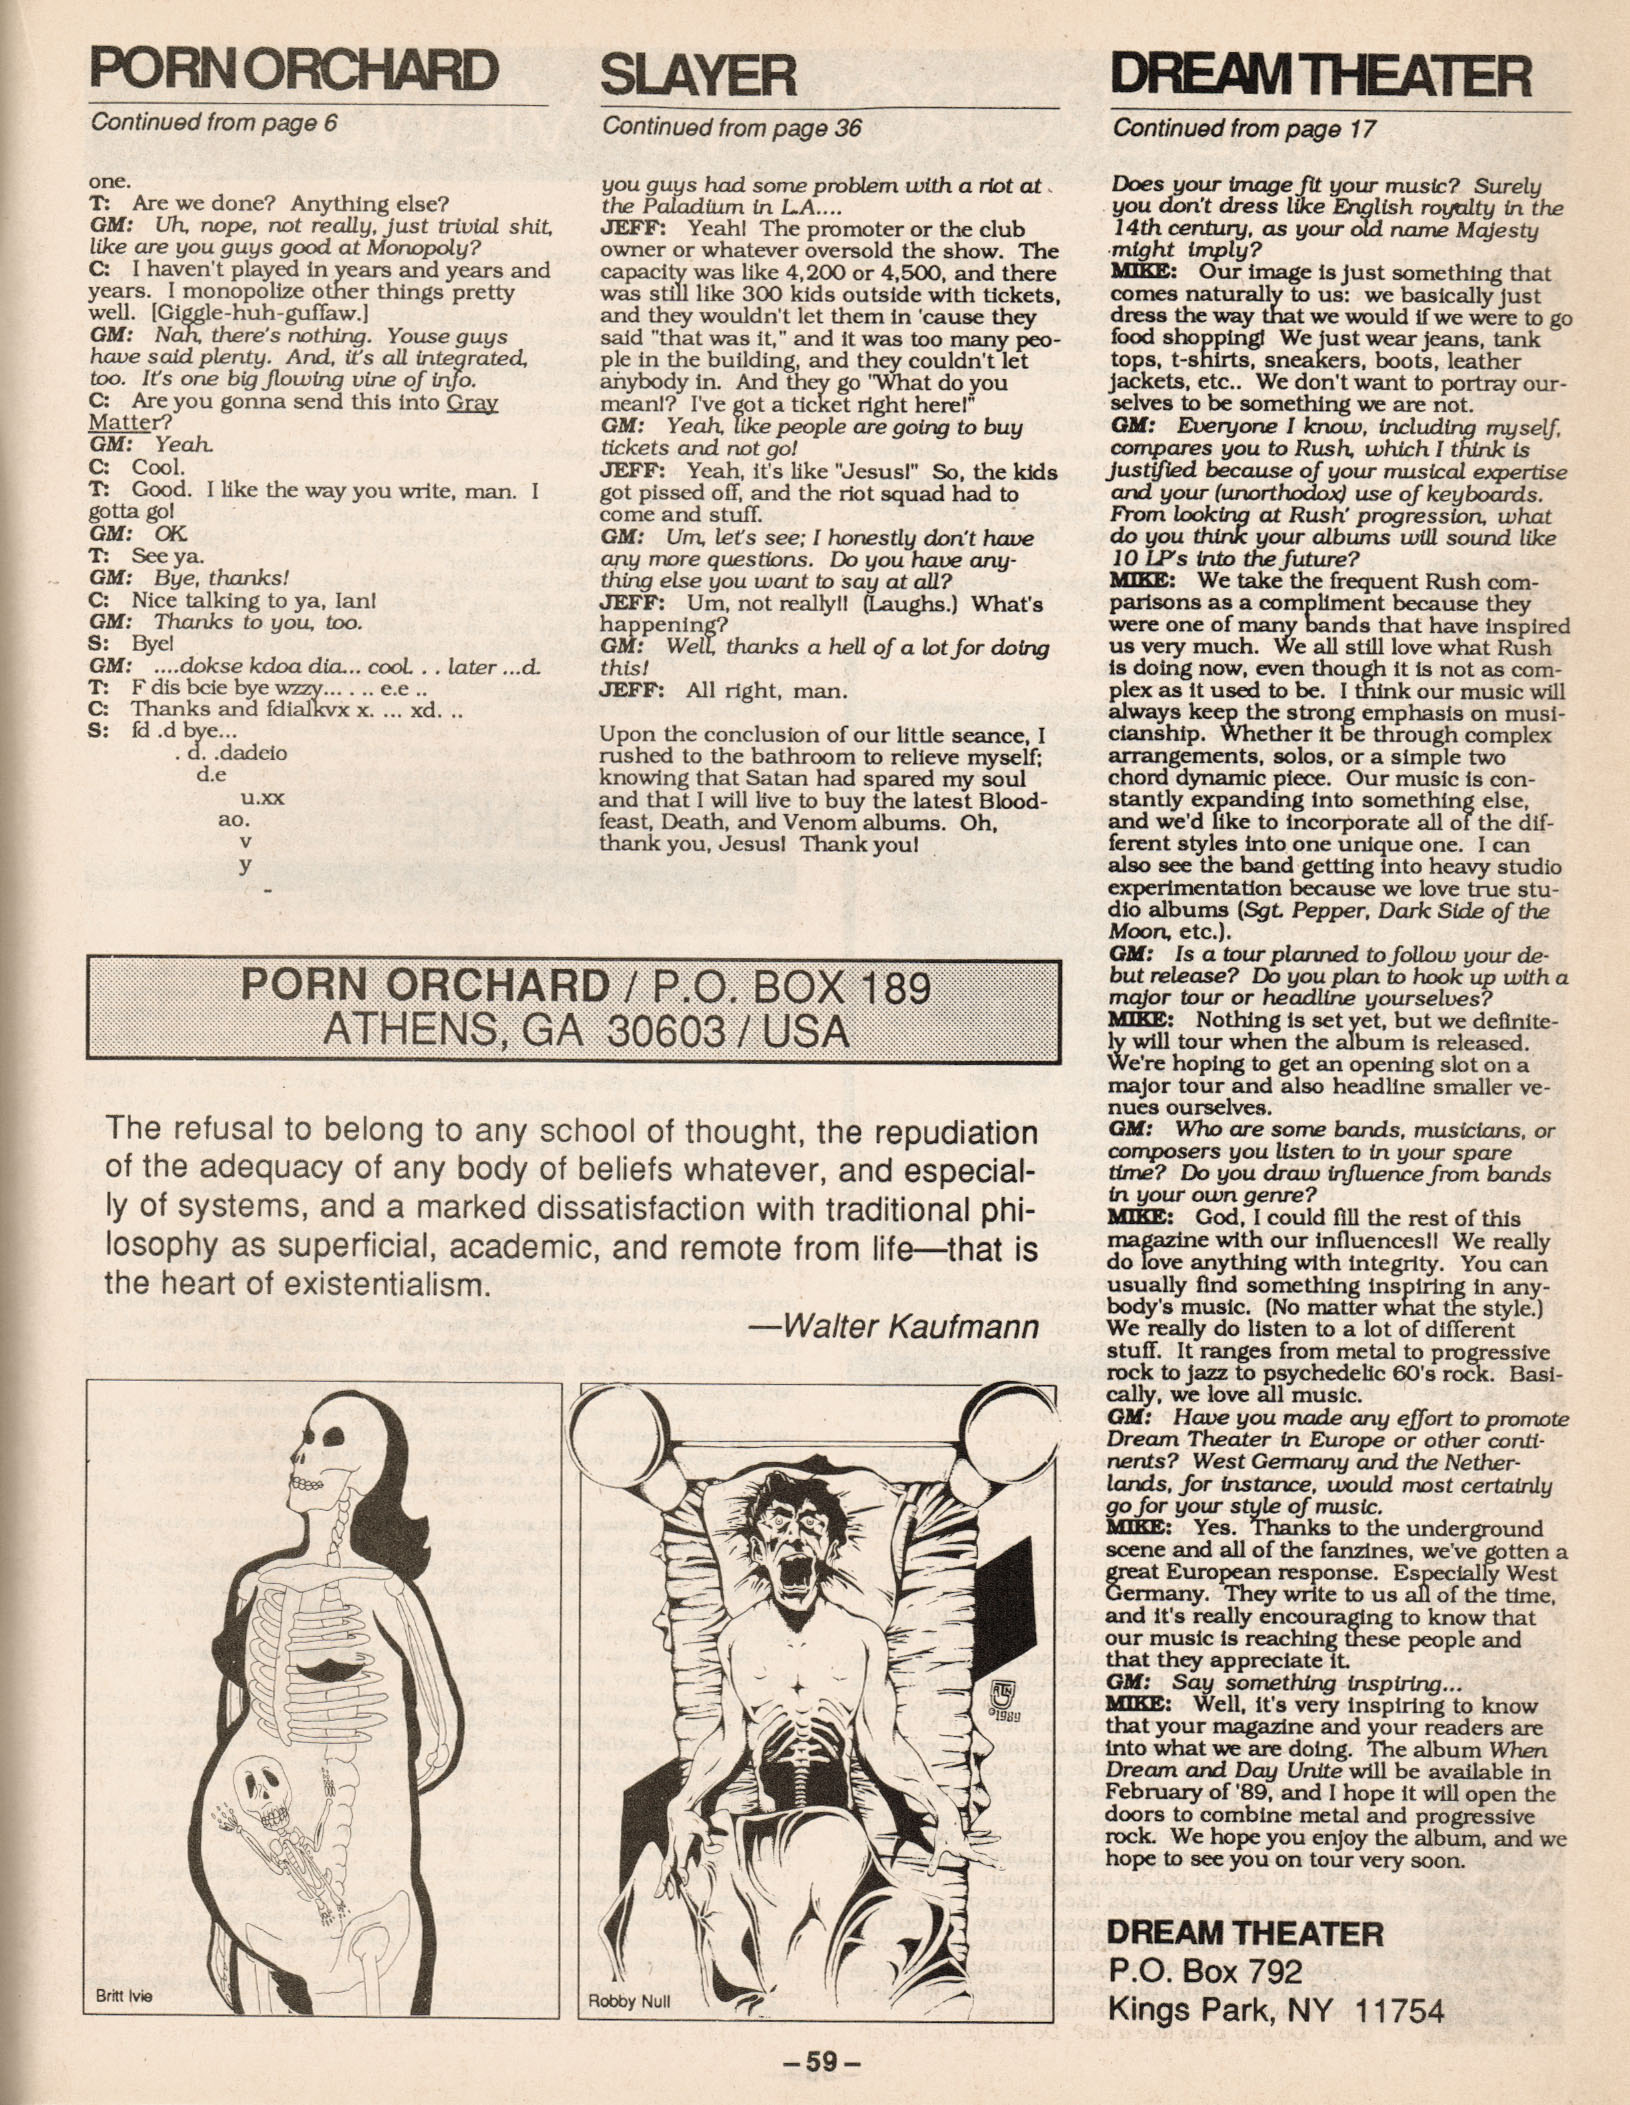 PORN ORCHARD
Continued from page 6
one.
T: Are we done? Anything else?
GM: Uh, nope, not really, just trivial shit,
like are you guys good at Monopoly?
C: I haven't played in years and years and
years. I monopolize other things pretty
well. [Giggle-huh-guffaw.]
GM: Nah, there's nothing. Youse guys
have said plenty. And, it's all integrated,
too. It's one big flowing vine of info.
C: Are you gonna send this into Gray
Matter?
GM: Yeah.
C: Cool.
T: Good. I like the way you write, man. I
gotta go!
GM: OK.
T: See ya.
GM: Bye, thanks!
C: Nice talking to ya, Ian!
GM: Thanks to you, too.
S: Bye!
GM: ....dokse kdoa dia... cool. . . later ...d.
T: F dis bcie bye wzzy... . .. e.e ..
C: Thanks and fdialkvx x. ... xd. ..
S: fd .d bye...
. d. .dadeio
d.e
u.xx
ao.
v
y
-
SLAYER
Continued from page 36
you guys had some problem with a riot at
the Paladium in L.A....
JEFF: Yeah! The promoter or the club
owner or whatever oversold the show. The
capacity was like 4,200 or 4,500, and there
was still like 300 kids outside with tickets,
and they wouldn't let them in 'cause they
said "that was it," and it was too many peo-
ple in the building, and they couldn't let
anybody in. And they go "What do you
mean!? I've got a ticket right here!"
GM: Yeah, like people are going to buy
tickets and not go!
JEFF: Yeah, it's like "Jesus!" So, the kids
got pissed off, and the riot squad had to
come and stuff.
GM: Um, let's see; I honestly don't have
any more questions. Do you have any-
thing else you want to say at all?
JEFF: Um, not really!! (Laughs.) What's
happening?
GM: Well, thanks a hell of a lot for doing
this!
JEFF: All right, man.
Upon the conclusion of our little seance, I
rushed to the bathroom to relieve myself;
knowing that Satan had spared my soul
and that I will live to buy the latest Blood-
feast, Death, and Venom albums. Oh,
thank you, Jesus! Thank you!
PORN ORCHARD / P.O. BOX 189
ATHENS, GA 30603 / USA
The refusal to belong to any school of thought, the repudiation
of the adequacy of any body of beliefs whatever, and especial-
ly of systems, and a marked dissatisfaction with traditional phi-
losophy as superficial, academic, and remote from life—that is
the heart of existentialism.
—Walter Kaufmann
Britt Ivie
RTN
©1989
Robby Null
DREAM THEATER
Continued from page 17
Does your image fit your music? Surely
you don't dress like English royalty in the
14th century, as your old name Majesty
might imply?
MIKE: Our image is just something that
comes naturally to us: we basically just
dress the way that we would if we were to go
food shopping! We just wear jeans, tank
tops, t-shirts, sneakers, boots, leather
jackets, etc.. We don't want to portray our-
selves to be something we are not.
GM: Everyone I know, including myself,
compares you to Rush, which I think is
justified because of your musical expertise
and your (unorthodox) use of keyboards.
From looking at Rush' progression, what
do you think your albums will sound like
10 LP's into the future?
MIKE: We take the frequent Rush com-
parisons as a compliment because they
were one of many bands that have inspired
us very much. We all still love what Rush
is doing now, even though it is not as com-
plex as it used to be. I think our music will
always keep the strong emphasis on musi-
cianship. Whether it be through complex
arrangements, solos, or a simple two
chord dynamic piece. Our music is con-
stantly expanding into something else,
and we'd like to incorporate all of the dif-
ferent styles into one unique one. I can
also see the band getting into heavy studio
experimentation because we love true stu-
dio albums (Sgt. Pepper, Dark Side of the
Moon, etc.).
GM: Is a tour planned to follow your de-
but release? Do you plan to hook up with a
major tour or headline yourselves?
MIKE: Nothing is set yet, but we definite-
ly will tour when the album is released.
We're hoping to get an opening slot on a
major tour and also headline smaller ve-
nues ourselves.
GM: Who are some bands, musicians, or
composers you listen to in your spare
time? Do you draw influence from bands
in your own genre?
MIKE: God, I could fill the rest of this
magazine with our influences!! We really
do love anything with integrity. You can
usually find something inspiring in any-
body's music. (No matter what the style.)
We really do listen to a lot of different
stuff. It ranges from metal to progressive
rock to jazz to psychedelic 60's rock. Basi-
cally, we love all music.
GM: Have you made any effort to promote
Dream Theater in Europe or other conti-
nents? West Germany and the Nether-
lands, for instance, would most certainly
go for your style of music.
MIKE: Yes. Thanks to the underground
scene and all of the fanzines, we've gotten a
great European response. Especially West
Germany. They write to us all of the time,
and it's really encouraging to know that
our music is reaching these people and
that they appreciate it.
GM: Say something inspiring...
MIKE: Well, it's very inspiring to know
that your magazine and your readers are
into what we are doing. The album When
Dream and Day Unite will be available in
February of '89, and I hope it will open the
doors to combine metal and progressive
rock. We hope you enjoy the album, and we
hope to see you on tour very soon.
DREAM THEATER
P.O. Box 792
Kings Park, NY 11754
– 59 –